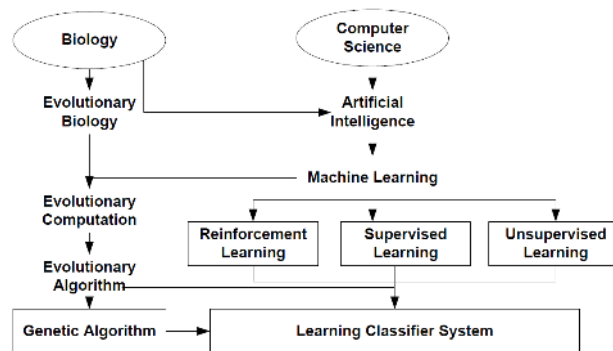 Biology
Computer
Science
Evolutionary
Biology
Artificial
Intelligence
Machine Learning
Evolutionary
Computation
Reinforcement
Learning
Supervised
Learning
Unsupervised
Learning
Evolutionary
Algorithm
Genetic Algorithm
Learning Classifier System